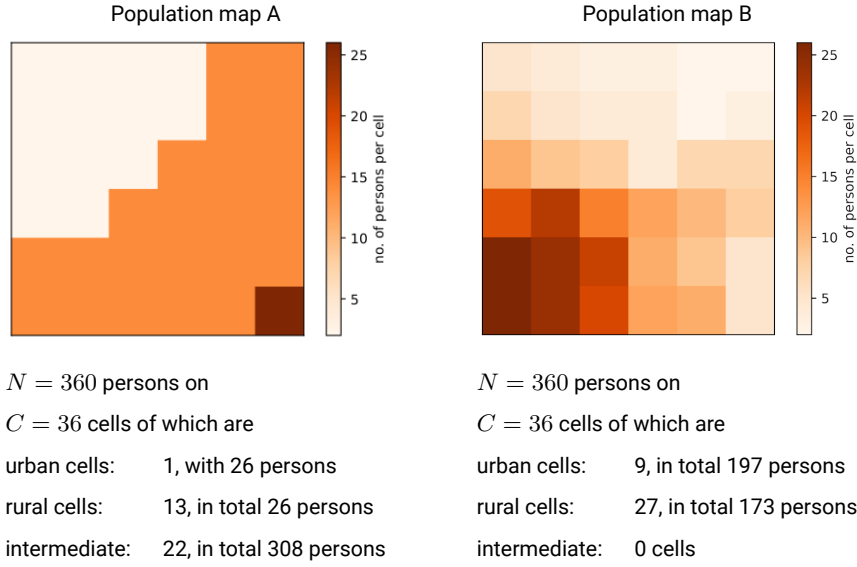 Population map A
25
20
15
10
5
no. of persons per cell
N = 360 persons on
C = 36 cells of which are
urban cells: 1, with 26 persons
rural cells: 13, in total 26 persons
intermediate: 22, in total 308 persons
Population map B
25
20
15
10
5
no. of persons per cell
N = 360 persons on
C = 36 cells of which are
urban cells: 9, in total 197 persons
rural cells: 27, in total 173 persons
intermediate: 0 cells